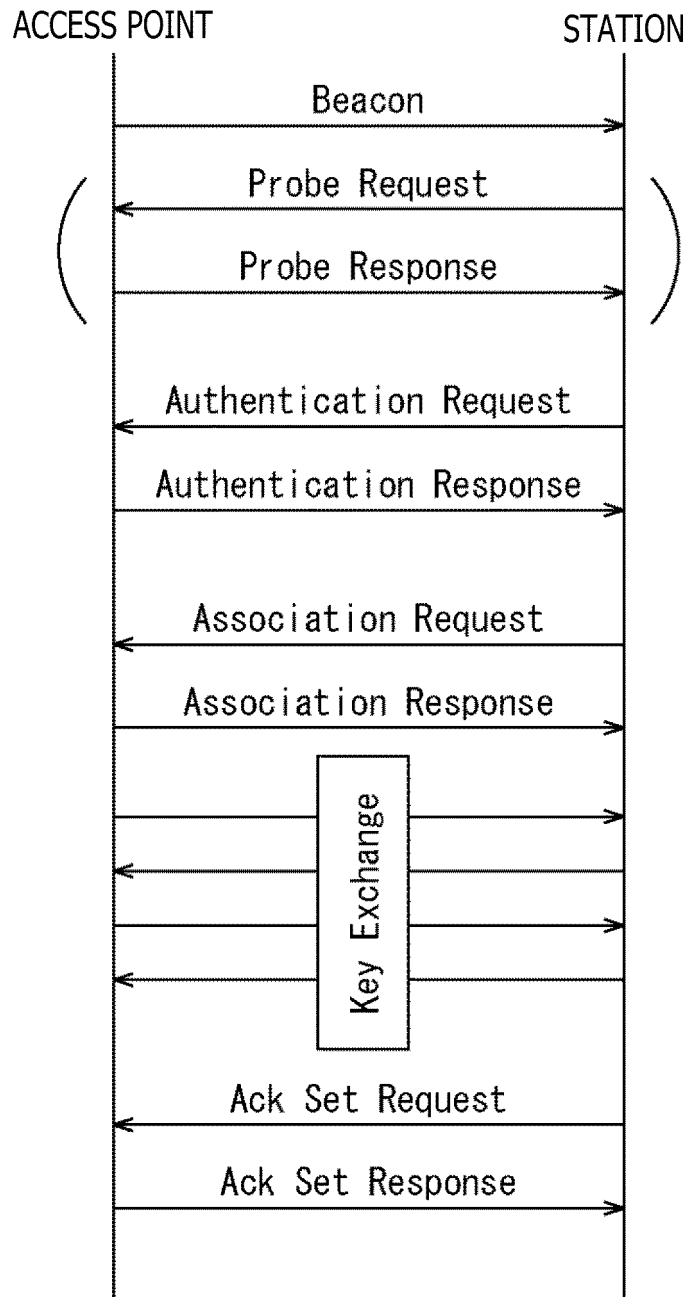 ACCESS POINT
STATION
Beacon
Probe Request
Probe Response
Authentication Request
Authentication Response
Association Request
Association Response
Key Exchange
Ack Set Request
Ack Set Response